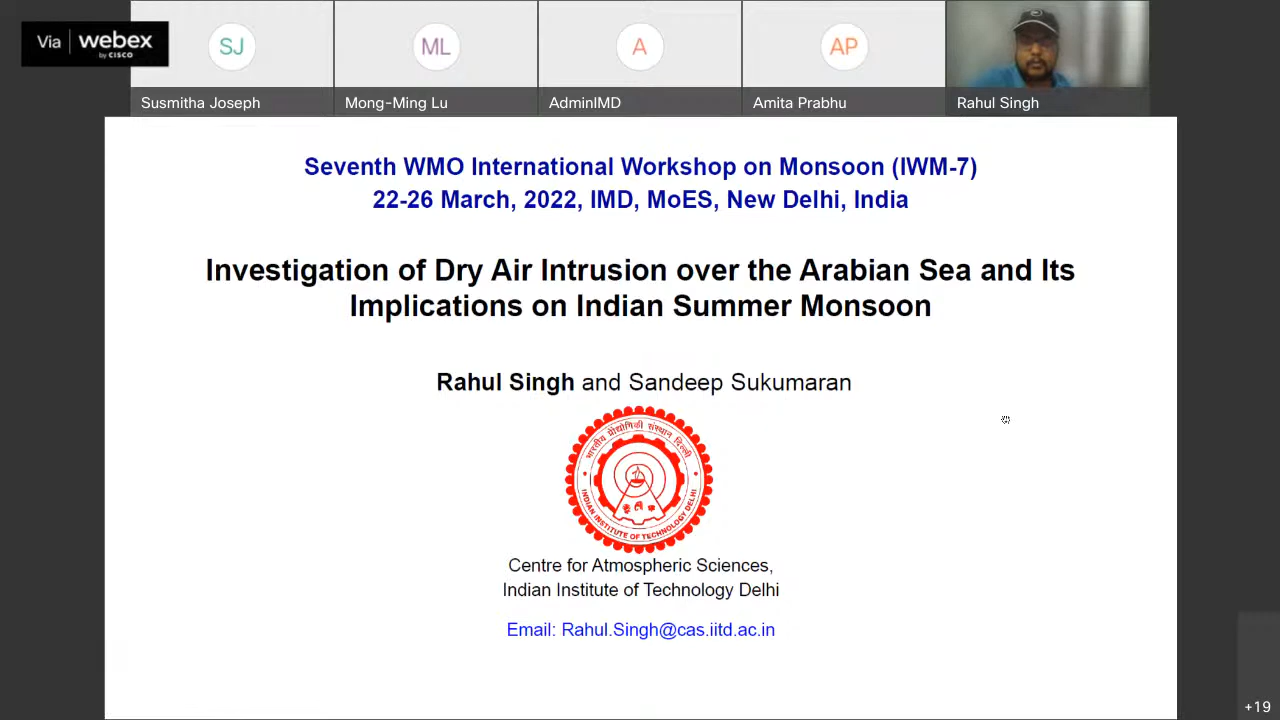 Via webex
by CISCO
SJ
ML
A
AP
Susmitha Joseph
Mong-Ming Lu
AdminIMD
Amita Prabhu
Rahul Singh
Seventh WMO International Workshop on Monsoon (IWM-7)
22-26 March, 2022, IMD, MoES, New Delhi, India
Investigation of Dry Air Intrusion over the Arabian Sea and Its
Implications on Indian Summer Monsoon
Rahul Singh and Sandeep Sukumaran
भारतीय प्रौद्योगिकी संस्थान दिल्ली
INDIAN INSTITUTE OF TECHNOLOGY DELHI
Centre for Atmospheric Sciences,
Indian Institute of Technology Delhi
Email: Rahul.Singh@cas.iitd.ac.in
+19